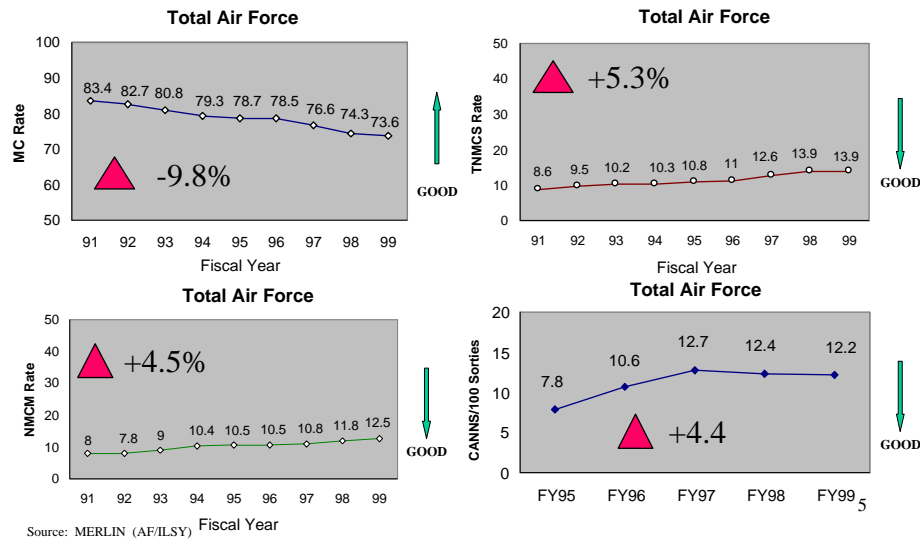 Total Air Force
MC Rate
100
90
80
70
60
50
83.4 82.7 80.8 79.3 78.7 78.5 76.6 74.3 73.6
-9.8%
GOOD
91 92 93 94 95 96 97 98 99
Fiscal Year
Total Air Force
TNMCS Rate
50
40
30
20
10
0
+5.3%
8.6 9.5 10.2 10.3 10.8 11 12.6 13.9 13.9
GOOD
91 92 93 94 95 96 97 98 99
Fiscal Year
Total Air Force
NMCM Rate
50
40
30
20
10
0
+4.5%
8 7.8 9 10.4 10.5 10.5 10.8 11.8 12.5
GOOD
91 92 93 94 95 96 97 98 99
Fiscal Year
Total Air Force
CANNS/100 Sorties
20
15
10
5
0
7.8 10.6 12.7 12.4 12.2
+4.4
GOOD
FY95 FY96 FY97 FY98 FY99
5
Source: MERLIN (AF/ILSY)